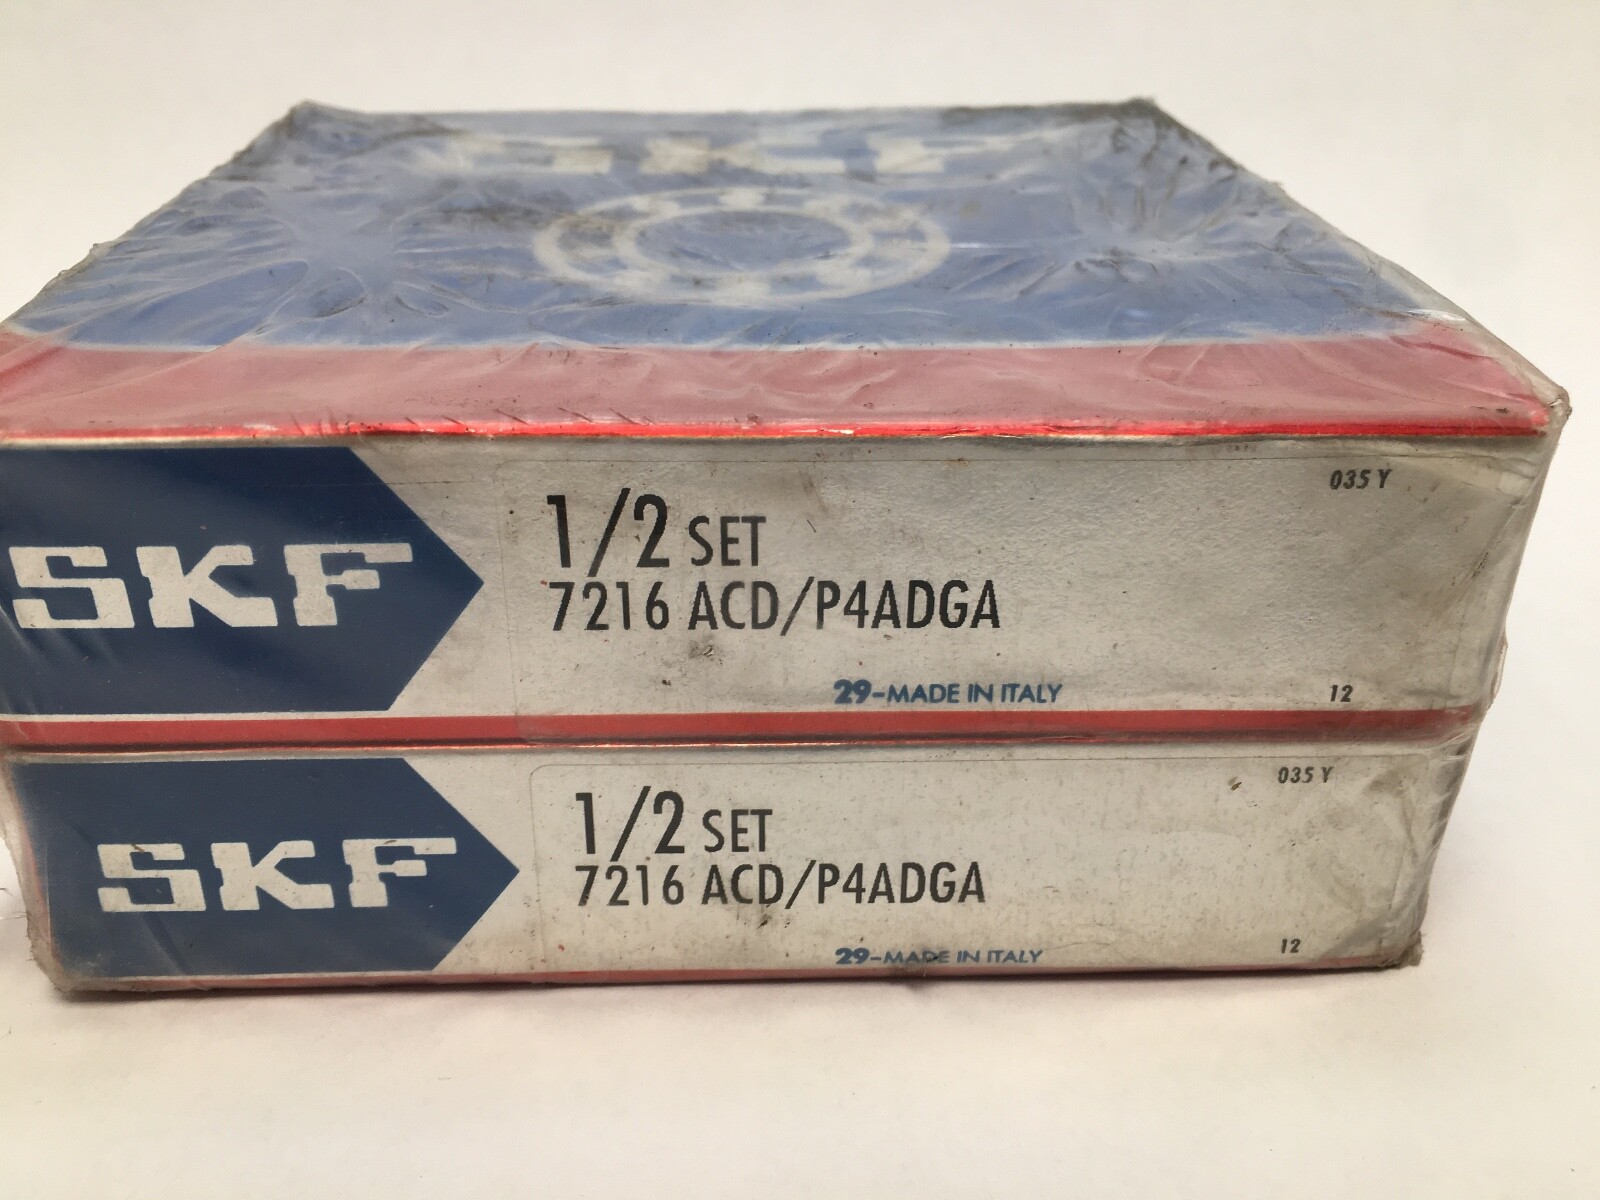 SKF
035 Y
SKF
1/2 SET
7216 ACD/P4ADGA
29-MADE IN ITALY
12
035 Y
SKF
1/2 SET
7216 ACD/P4ADGA
29-MADE IN ITALY
12